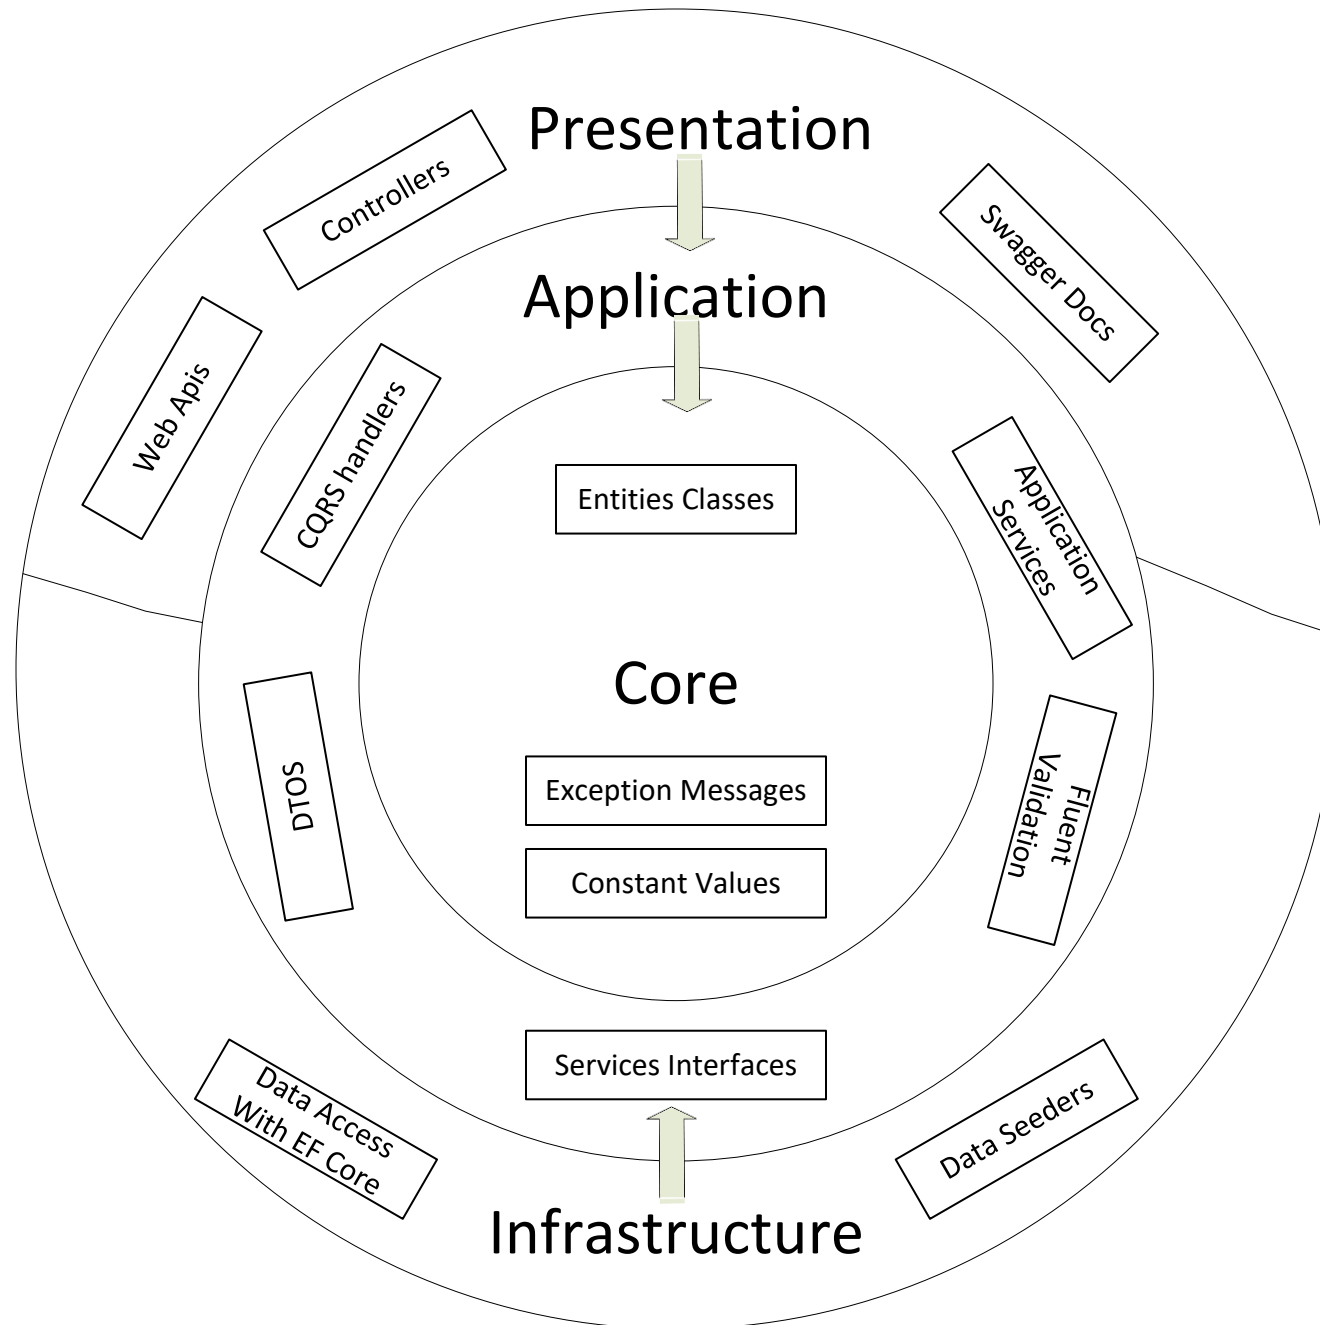 Presentation
Controllers
Swagger Docs
Application
Web Apis
CQRS handlers
Entities Classes
Application
Services
Core
DTOS
Exception Messages
Fluent
Validation
Constant Values
Services Interfaces
Data Access
With EF Core
Data Seeders
Infrastructure